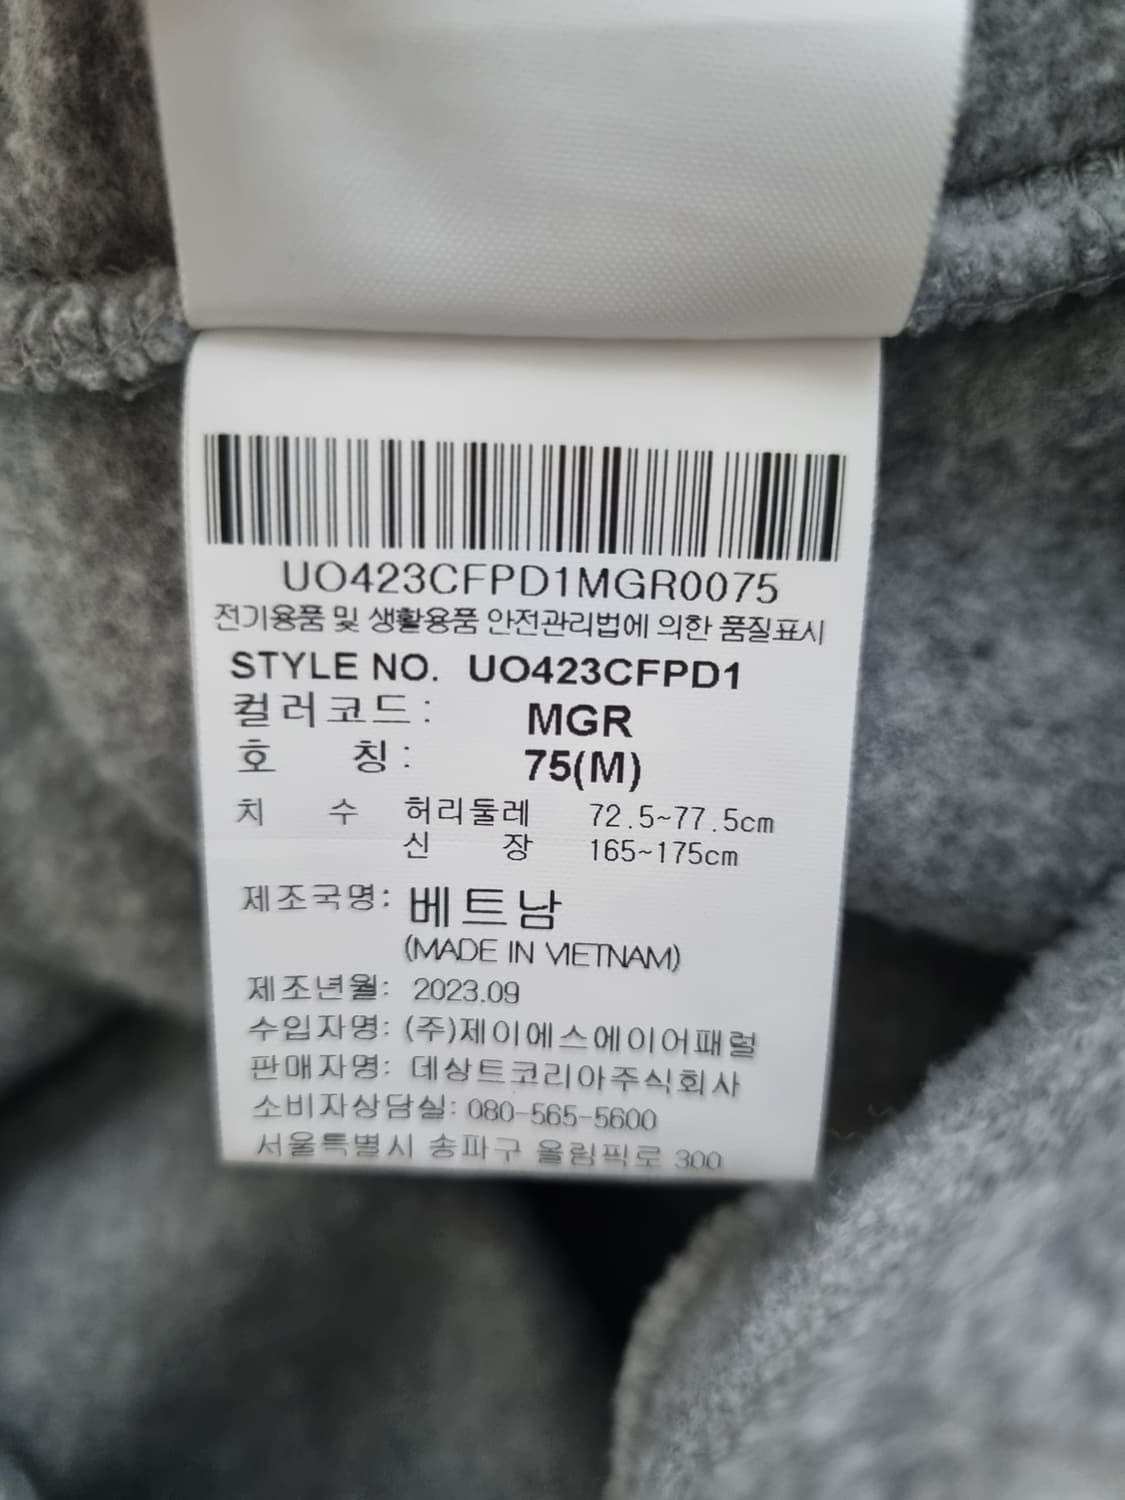 UO423CFPD1MGR0075
전기용품 및 생활용품 안전관리법에 의한 품질표시
STYLE NO. UO423CFPD1
컬러코드: MGR
호 칭: 75(M)
치 수 허리둘레 72.5~77.5cm
신 장 165~175cm
제조국명: 베트남
(MADE IN VIETNAM)
제조년월: 2023.09
수입자명: (주)제이에스에이어패럴
판매자명: 데상트코리아주식회사
소비자상담실: 080-565-5600
서울특별시 송파구 올림픽로 300